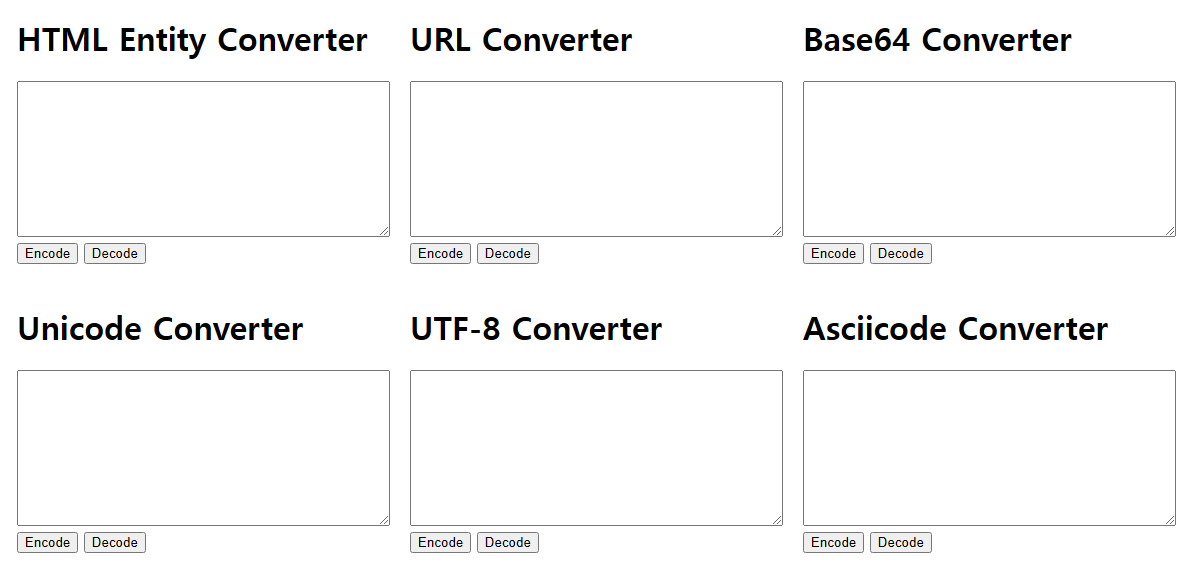 HTML Entity Converter
URL Converter
Base64 Converter
Encode Decode
Encode Decode
Encode Decode
Unicode Converter
UTF-8 Converter
Asciicode Converter
Encode Decode
Encode Decode
Encode Decode